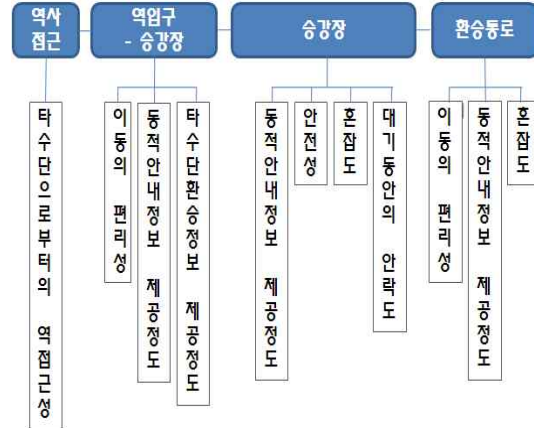 역사
접근
역입구
- 승강장
승강장
환승통로
타수단으로부터의 역접근성
이동의 편리성
동적안내정보 제공정도
타수단환승정보 제공정도
동적안내정보 제공정도
안전성
혼잡도
대기동안의 안락도
이동의 편리성
동적안내정보 제공정도
혼잡도